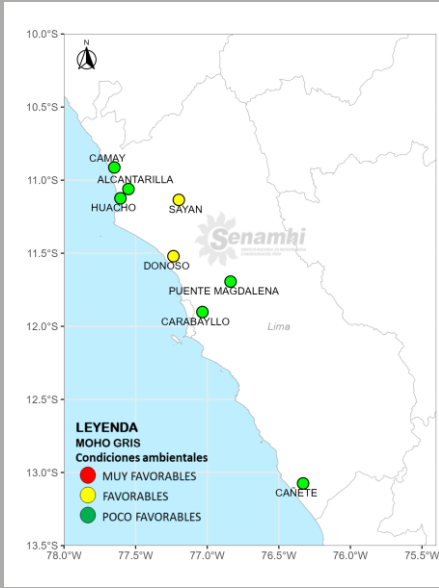 10.0°S
N
10.5°S
CAMAY
11.0°S
ALCANTARILLA
HUACHO
SAYAN
Senamhi
11.5°S
DONOSO
PUENTE MAGDALENA
12.0°S
CARABAYLLO
Lima
12.5°S
LEYENDA
MOHO GRIS
Condiciones ambientales
MUY FAVORABLES
FAVORABLES
POCO FAVORABLES
13.0°S
CAÑETE
13.5°S
78.0°W 77.5°W 77.0°W 76.5°W 76.0°W 75.5°W